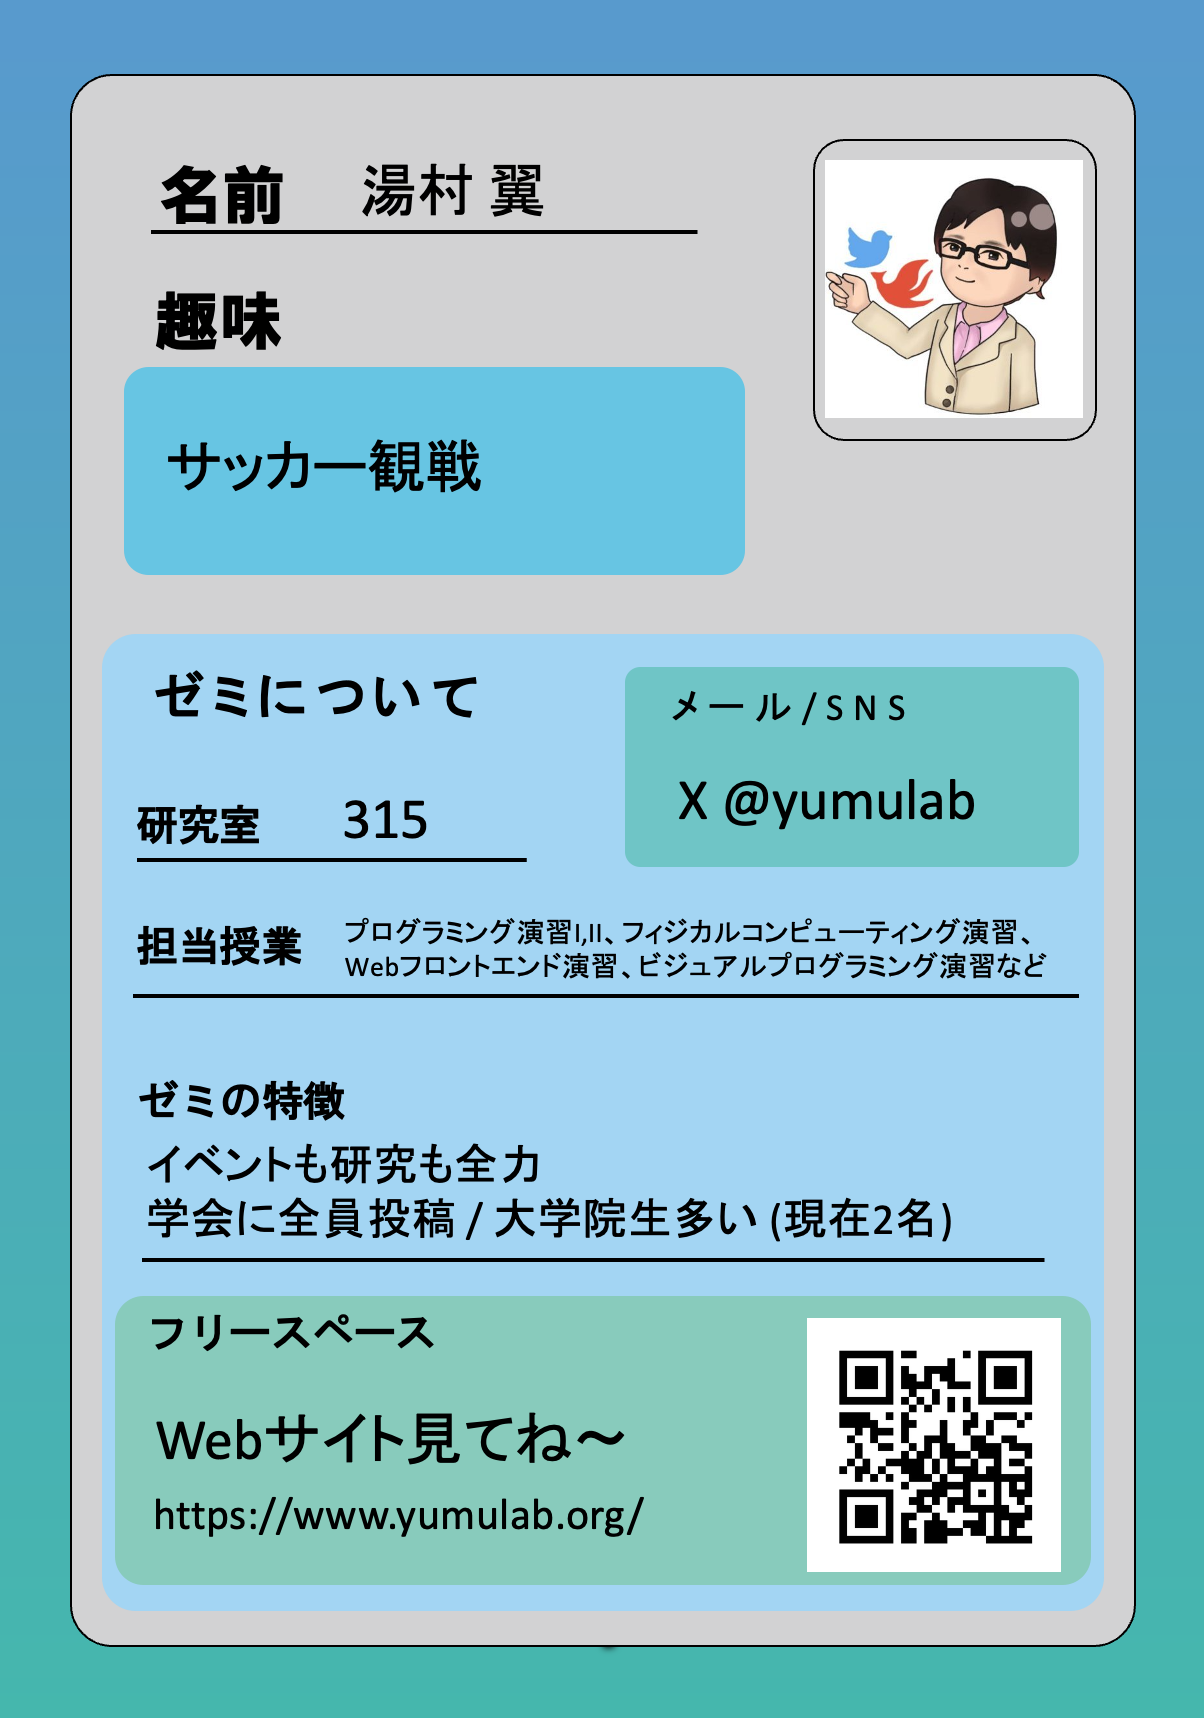 名前 湯村 翼
趣味
サッカー観戦
ゼミについて
メール/SNS
X @yumulab
研究室 315
担当授業 プログラミング演習I,II、フィジカルコンピューティング演習、
Webフロントエンド演習、ビジュアルプログラミング演習など
ゼミの特徴
イベントも研究も全力
学会に全員投稿 / 大学院生多い (現在2名)
フリースペース
Webサイト見てね〜
https://www.yumulab.org/